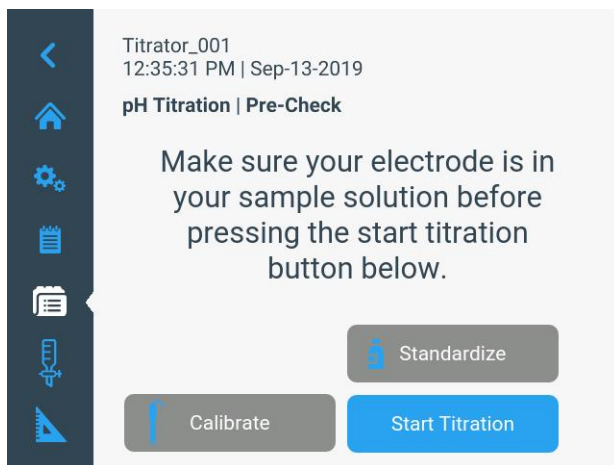 Titrator_001
12:35:31 PM | Sep-13-2019
pH Titration | Pre-Check
Make sure your electrode is in
your sample solution before
pressing the start titration
button below.
Standardize
Calibrate
Start Titration